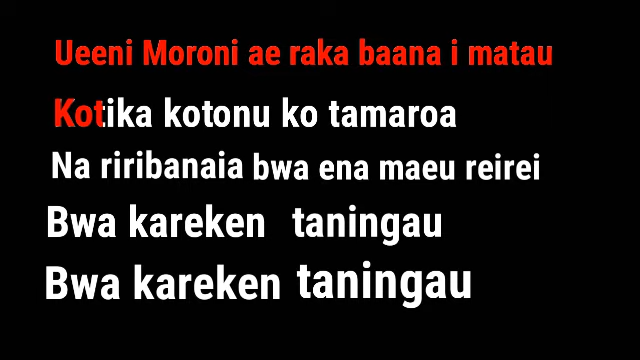 Ueeni Moroni ae raka baana i matau
Kotika kotonu ko tamaroa
Na riribanaia bwa ena maeu reirei
Bwa kareken taningau
Bwa kareken taningau